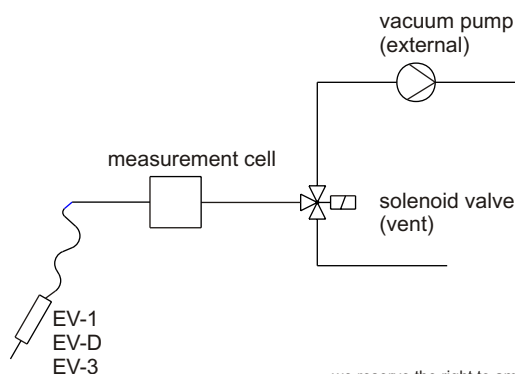 vacuum pump
(external)
measurement cell
solenoid valve
(vent)
EV-1
EV-D
EV-3